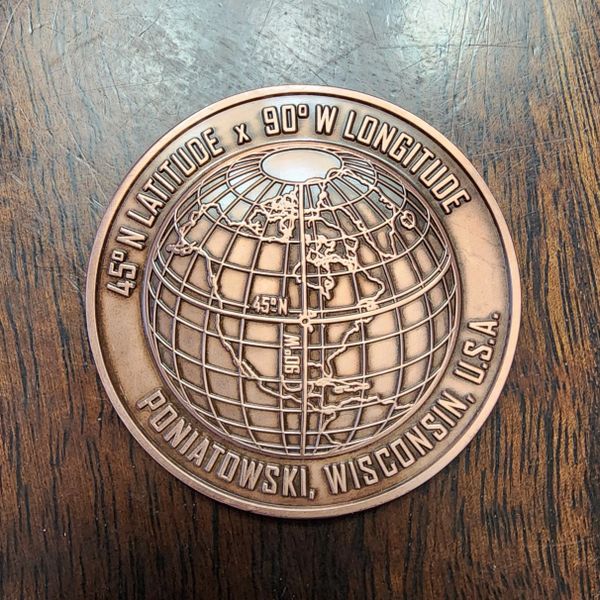 45° N LATITUDE x 90° W LONGITUDE
45° N
90° W
PONIATOWSKI, WISCONSIN, U.S.A.